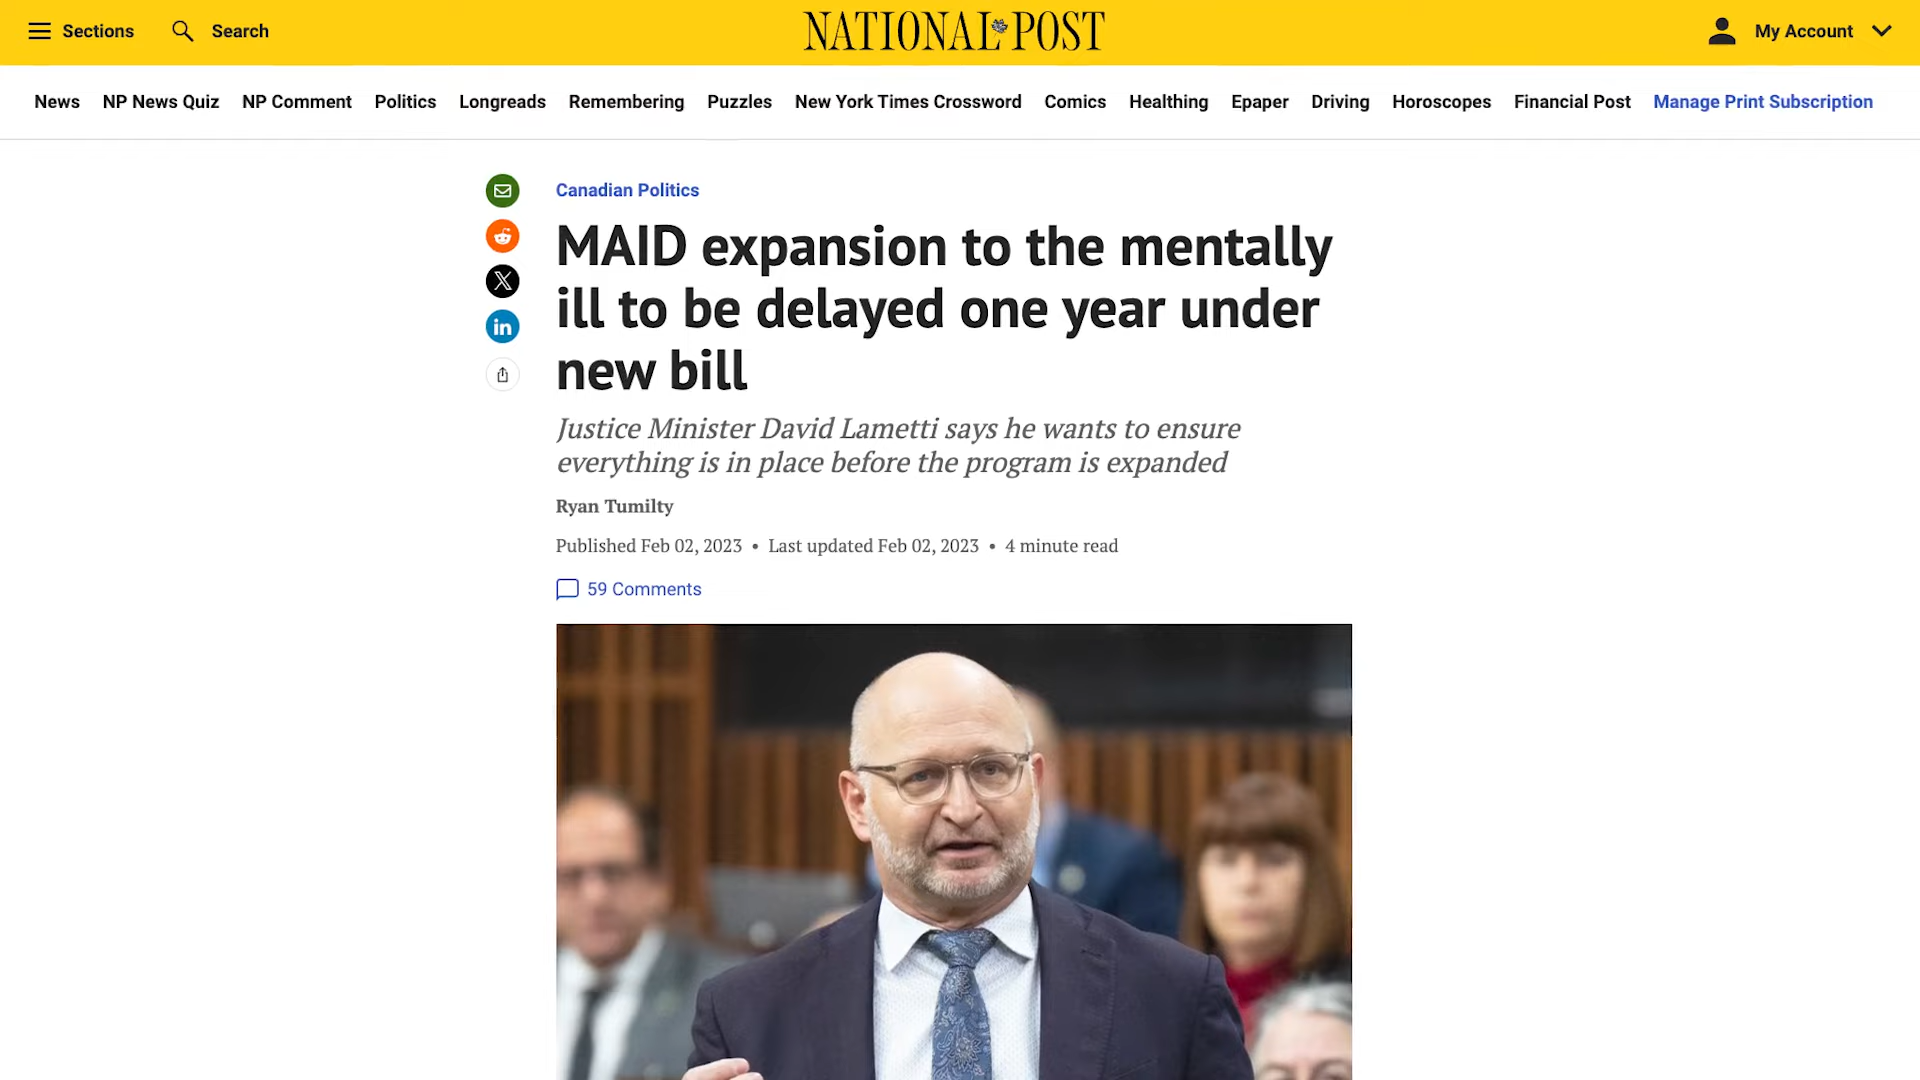 Sections
Search
NATIONAL POST
My Account
News
NP News Quiz
NP Comment
Politics
Longreads
Remembering
Puzzles
New York Times Crossword
Comics
Healthing
Epaper
Driving
Horoscopes
Financial Post
Manage Print Subscription
Canadian Politics
MAID expansion to the mentally
ill to be delayed one year under
new bill
Justice Minister David Lametti says he wants to ensure
everything is in place before the program is expanded
Ryan Tumilty
Published Feb 02, 2023 • Last updated Feb 02, 2023 • 4 minute read
59 Comments